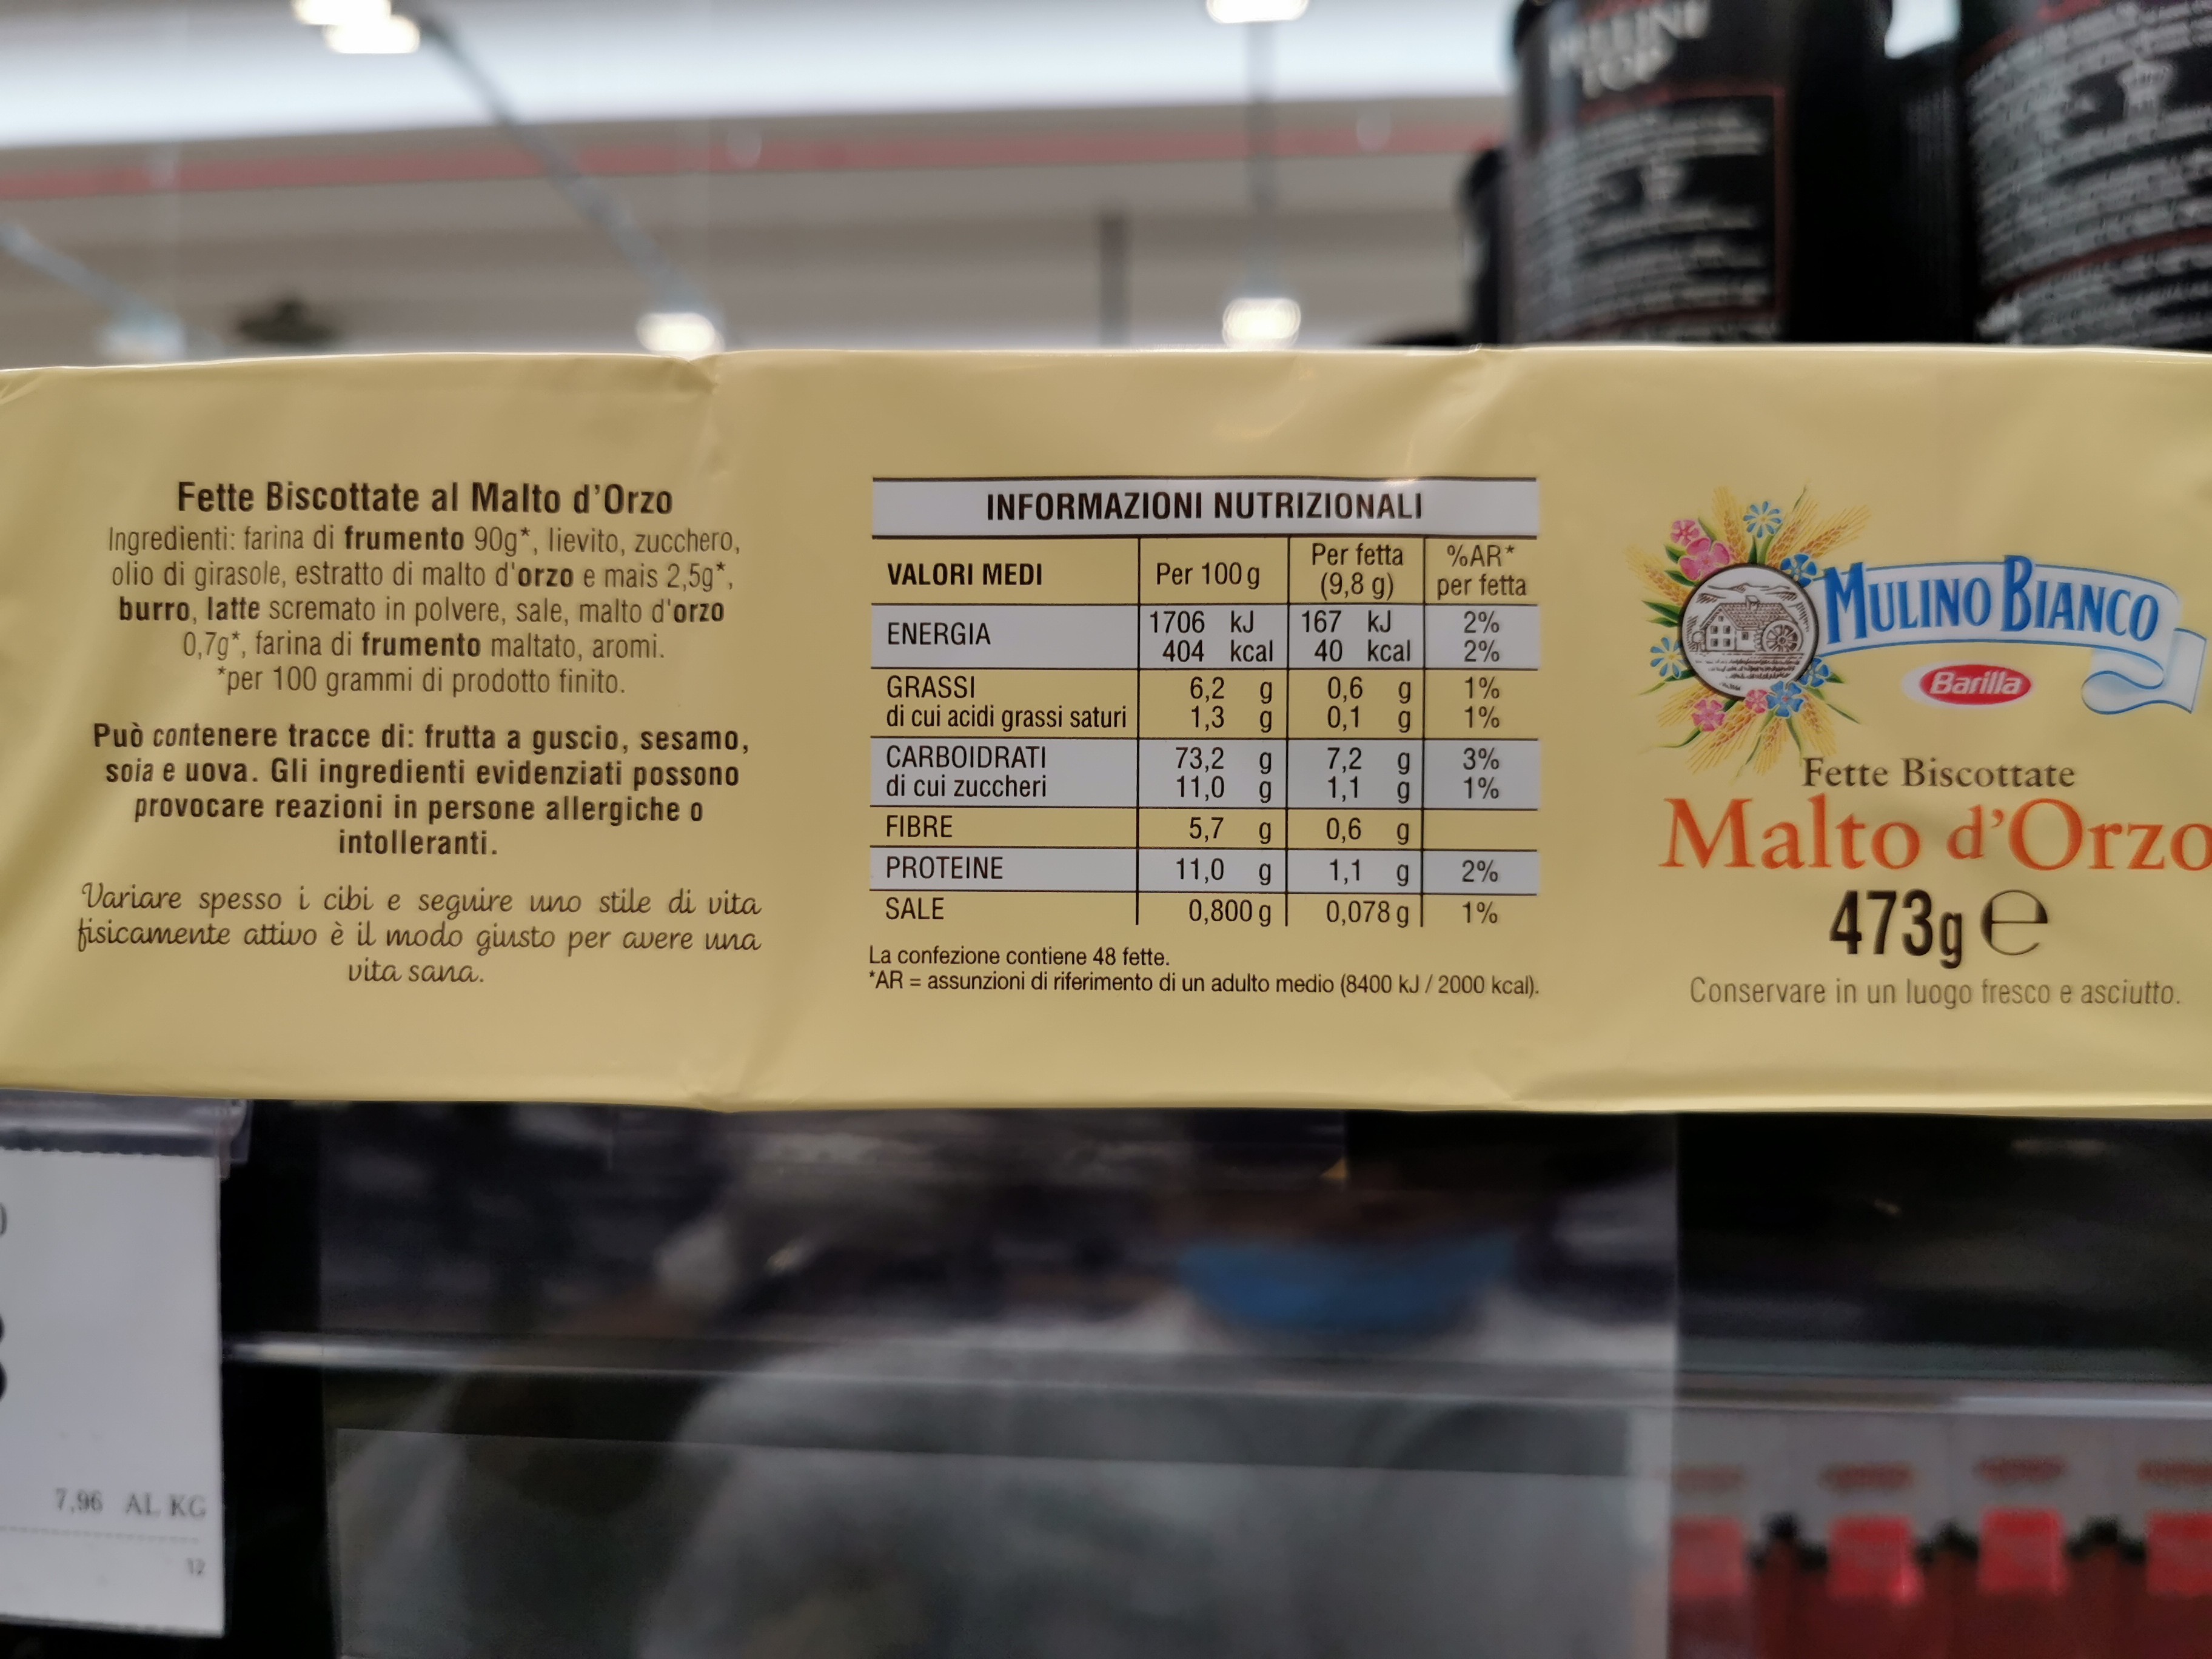 TOP
Fette Biscottate al Malto d'Orzo
Ingredienti: farina di frumento 90g*, lievito, zucchero,
olio di girasole, estratto di malto d'orzo e mais 2,5g*,
burro, latte scremato in polvere, sale, malto d'orzo
0,7g*, farina di frumento maltato, aromi.
*per 100 grammi di prodotto finito.
Può contenere tracce di: frutta a guscio, sesamo,
soia e uova. Gli ingredienti evidenziati possono
provocare reazioni in persone allergiche o
intolleranti.
Variare spesso i cibi e seguire uno stile di vita
fisicamente attivo è il modo giusto per avere una
vita sana.
INFORMAZIONI NUTRIZIONALI
VALORI MEDI Per 100 g Per fetta (9,8 g) %AR* per fetta
ENERGIA 1706 kJ 167 kJ 2%
404 kcal 40 kcal 2%
GRASSI 6,2 g 0,6 g 1%
di cui acidi grassi saturi 1,3 g 0,1 g 1%
CARBOIDRATI 73,2 g 7,2 g 3%
di cui zuccheri 11,0 g 1,1 g 1%
FIBRE 5,7 g 0,6 g
PROTEINE 11,0 g 1,1 g 2%
SALE 0,800 g 0,078 g 1%
La confezione contiene 48 fette.
*AR = assunzioni di riferimento di un adulto medio (8400 kJ / 2000 kcal).
MULINO BIANCO
Barilla
Fette Biscottate
Malto d'Orzo
473g e
Conservare in un luogo fresco e asciutto.
7,96 AL KG
12